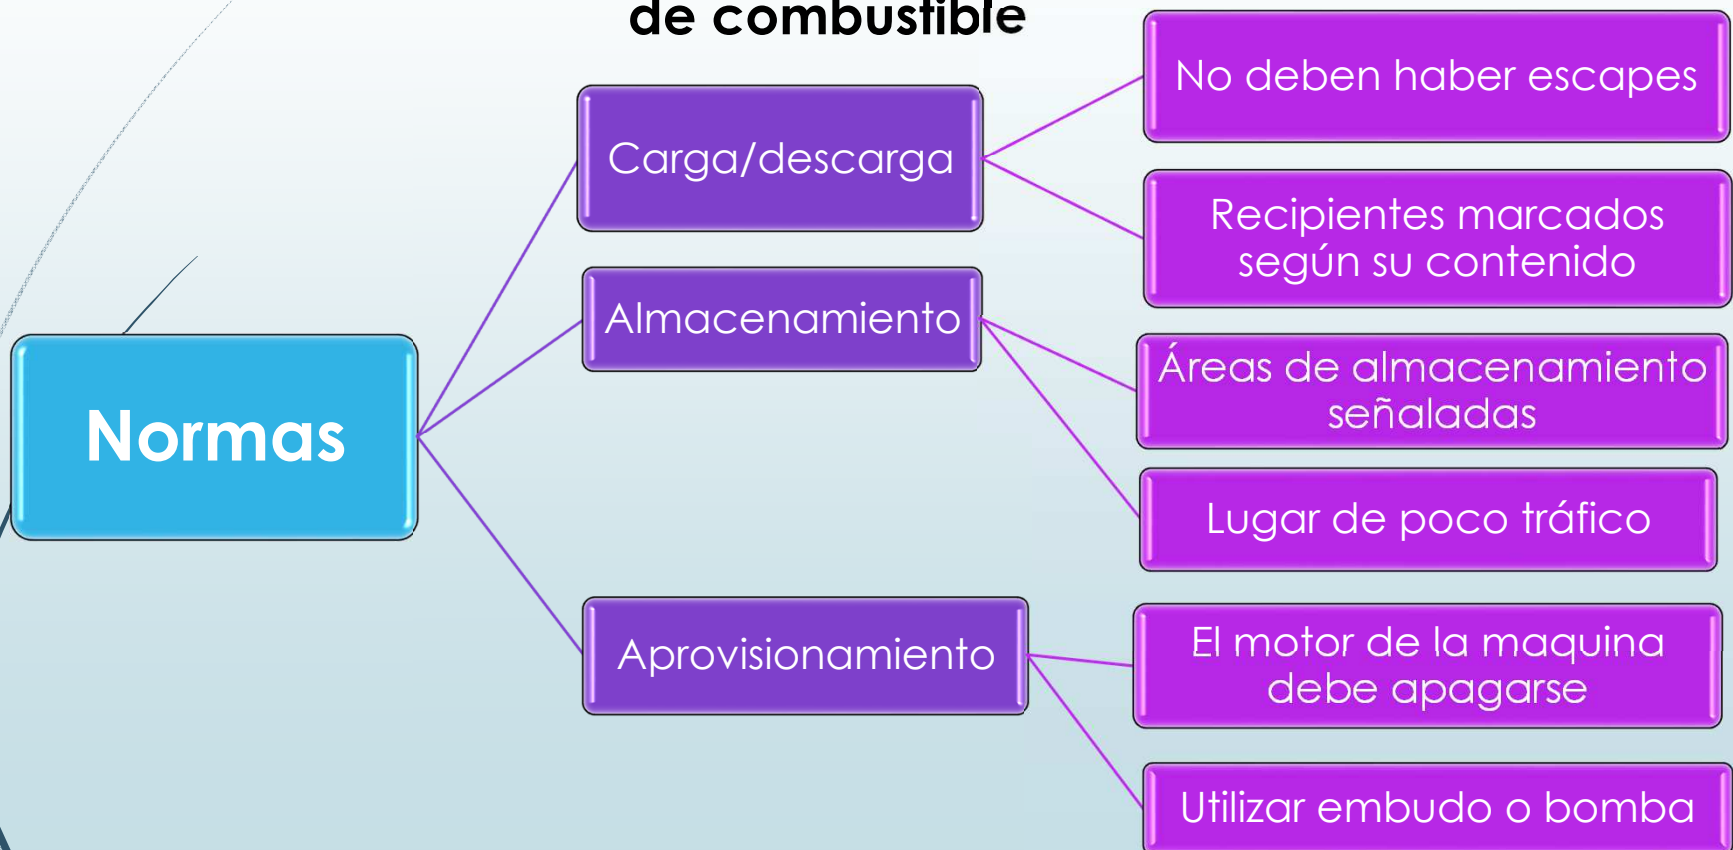 de combustible
Normas
Carga/descarga
No deben haber escapes
Recipientes marcados
según su contenido
Almacenamiento
Áreas de almacenamiento
señaladas
Lugar de poco tráfico
Aprovisionamiento
El motor de la maquina
debe apagarse
Utilizar embudo o bomba